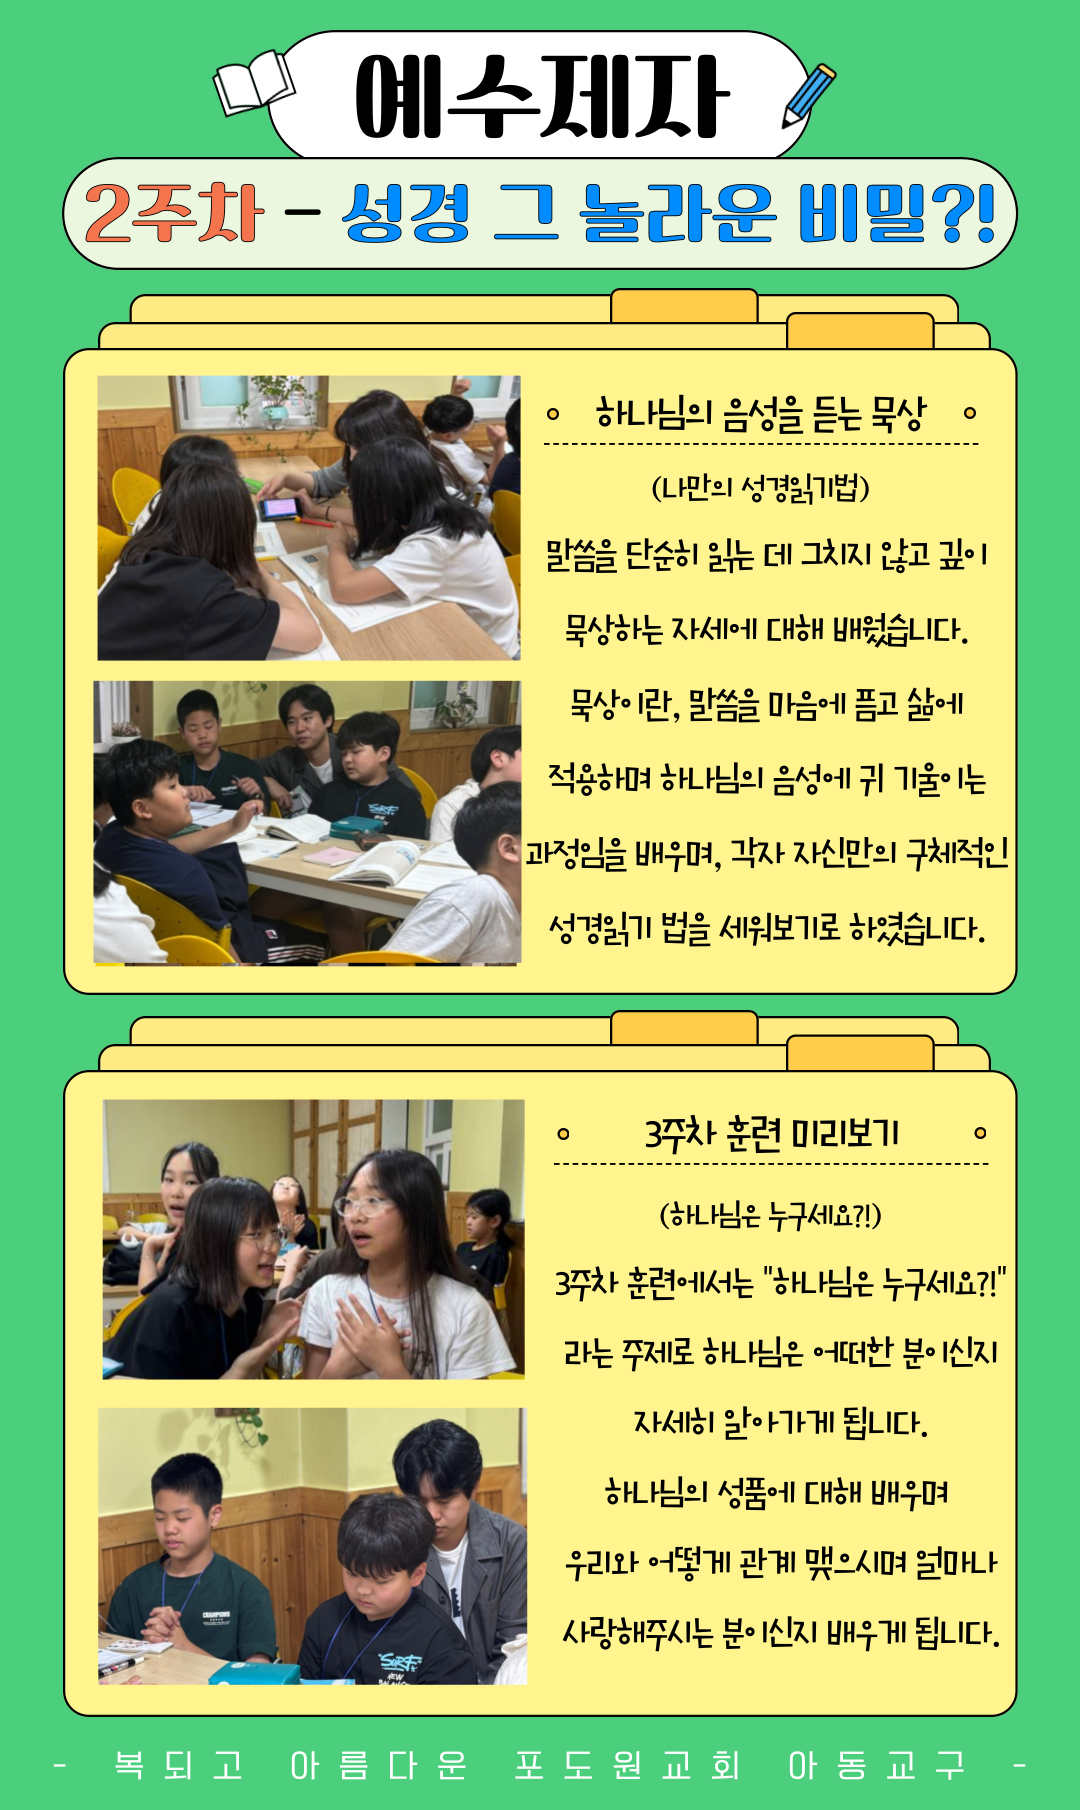 예수제자
2주차 - 성경 그 놀라운 비밀?!
하나님의 음성을 듣는 묵상
(나만의 성경읽기법)
말씀을 단순히 읽는 데 그치지 않고 깊이
묵상하는 자세에 대해 배웠습니다.
묵상이란, 말씀을 마음에 품고 삶에
적용하며 하나님의 음성에 귀 기울이는
과정임을 배우며, 각자 자신만의 구체적인
성경읽기 법을 세워보기로 하였습니다.
3주차 훈련 미리보기
(하나님은 누구세요?!)
3주차 훈련에서는 "하나님은 누구세요?!"
라는 주제로 하나님은 어떠한 분이신지
자세히 알아가게 됩니다.
하나님의 성품에 대해 배우며
우리와 어떻게 관계 맺으시며 얼마나
사랑해주시는 분이신지 배우게 됩니다.
CHAMPIONS
SURF
NEW
- 복되고 아름다운 포도원교회 아동교구 -